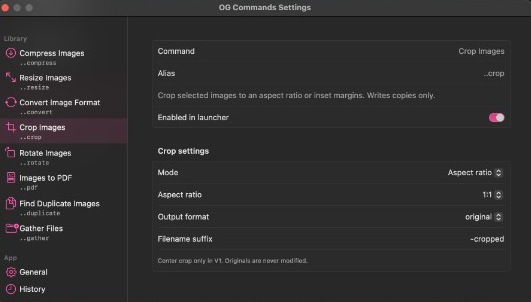 OG Commands Settings
Library
Compress Images
..compress
Resize Images
..resize
Convert Image Format
..convert
Crop Images
..crop
Rotate Images
..rotate
Images to PDF
..pdf
Find Duplicate Images
..duplicate
Gather Files
..gather
App
General
History
Command Crop Images
Alias ..crop
Crop selected images to an aspect ratio or inset margins. Writes copies only.
Enabled in launcher
Crop settings
Mode Aspect ratio
Aspect ratio 1:1
Output format original
Filename suffix -cropped
Center crop only in V1. Originals are never modified.